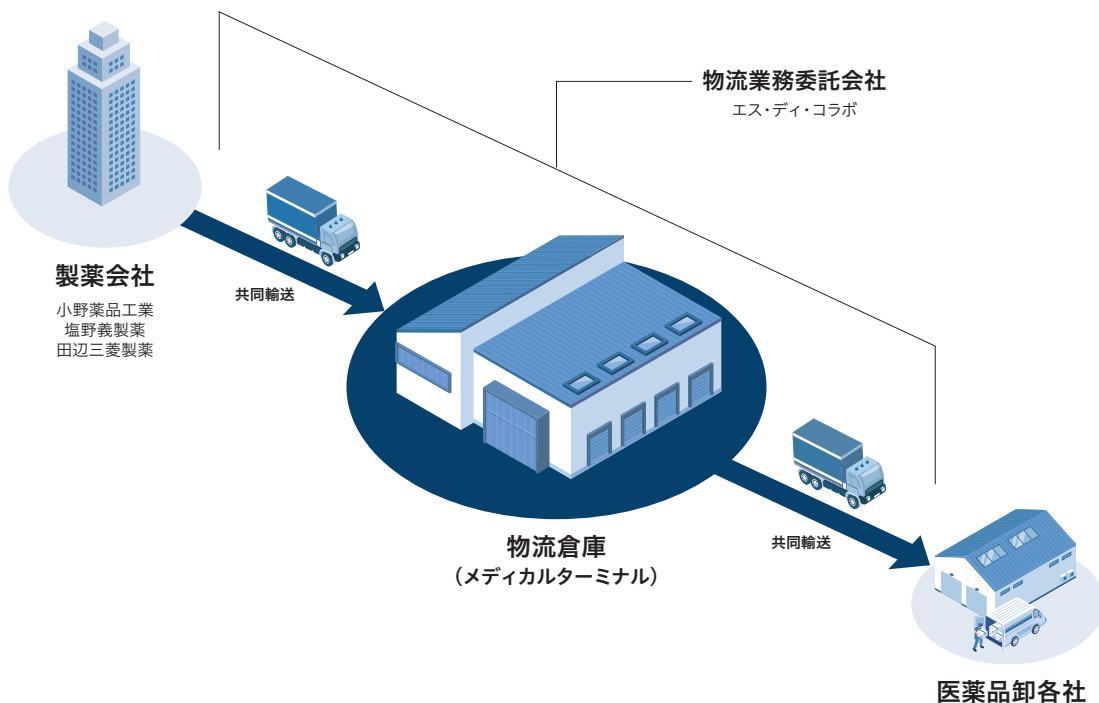 物流業務委託会社
エス・ディ・コラボ
製薬会社
小野薬品工業
塩野義製薬
田辺三菱製薬
共同輸送
物流倉庫
（メディカルターミナル）
共同輸送
医薬品卸各社